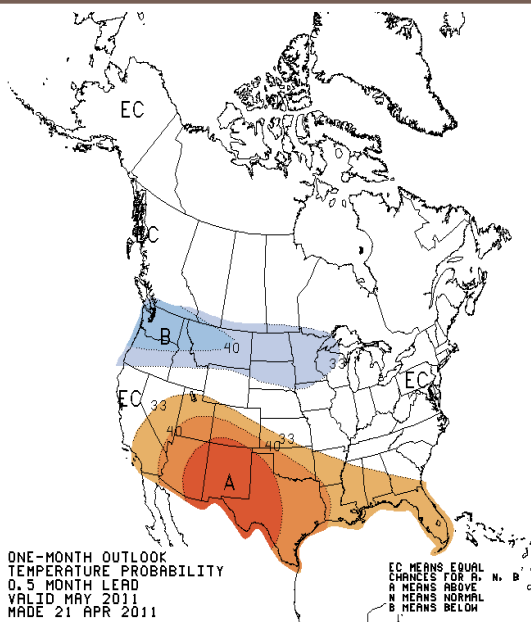 EC
EC
B
40
33
EC
EC
33
40
33
40
A
ONE-MONTH OUTLOOK
TEMPERATURE PROBABILITY
0.5 MONTH LEAD
VALID MAY 2011
MADE 21 APR 2011
EC MEANS EQUAL
CHANCES FOR A, N, B
A MEANS ABOVE
N MEANS NORMAL
B MEANS BELOW